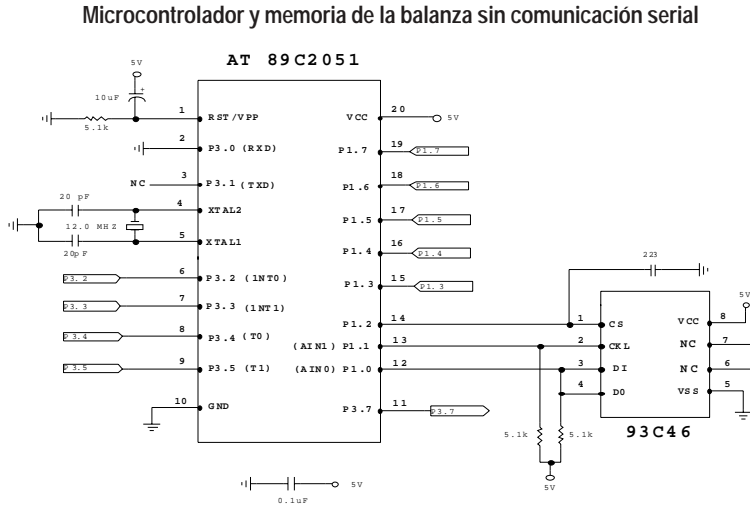 Microcontrolador y memoria de la balanza sin comunicación serial
AT 89C2051
5V
10uF
+
5.1k
1 RST/VPP
2 P3.0 (RXD)
NC 3 P3.1 (TXD)
20 pF
4 XTAL2
12.0 MHZ
20pF
5 XTAL1
P3.2 6 P3.2 (1NT0)
P3.3 7 P3.3 (1NT1)
P3.4 8 P3.4 (T0)
P3.5 9 P3.5 (T1)
10 GND
VCC 20 5V
P1.7 19 P1.7
P1.6 18 P1.6
P1.5 17 P1.5
P1.4 16 P1.4
P1.3 15 P1.3
P1.2 14
(AIN1) P1.1 13
(AIN0) P1.0 12
P3.7 11 P3.7
223
5V
1 CS
2 CKL
3 DI
4 D0
VCC 8
NC 7
NC 6
VSS 5
93C46
5.1k
5.1k
5V
0.1uF
5V